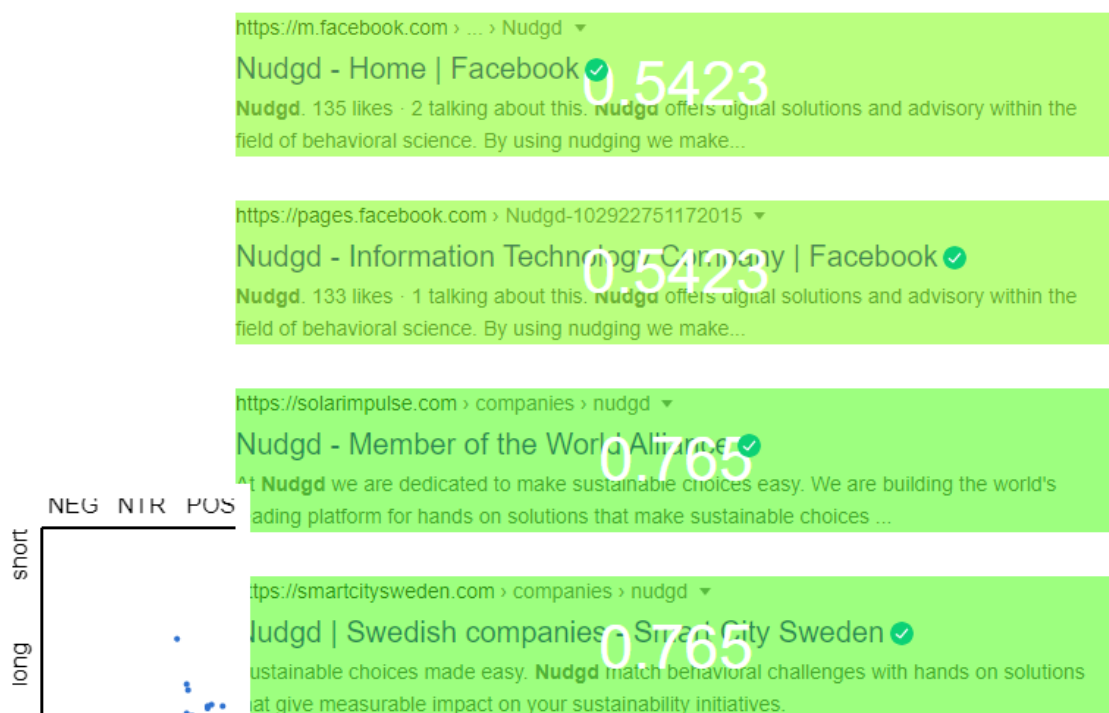 https://m.facebook.com › ... › Nudgd
Nudgd - Home | Facebook
0.5423
Nudgd. 135 likes · 2 talking about this. Nudgd offers digital solutions and advisory within the
field of behavioral science. By using nudging we make...
https://pages.facebook.com › Nudgd-102922751172015
Nudgd - Information Technology Company | Facebook
0.5423
Nudgd. 133 likes · 1 talking about this. Nudgd offers digital solutions and advisory within the
field of behavioral science. By using nudging we make...
https://solarimpulse.com › companies › nudgd
Nudgd - Member of the World Alliance
0.765
At Nudgd we are dedicated to make sustainable choices easy. We are building the world's
eading platform for hands on solutions that make sustainable choices ...
NEG NTR POS
short
long
ttps://smartcitysweden.com › companies › nudgd
Nudgd | Swedish companies - Smart City Sweden
0.765
ustainable choices made easy. Nudgd match behavioral challenges with hands on solutions
hat give measurable impact on your sustainability initiatives.